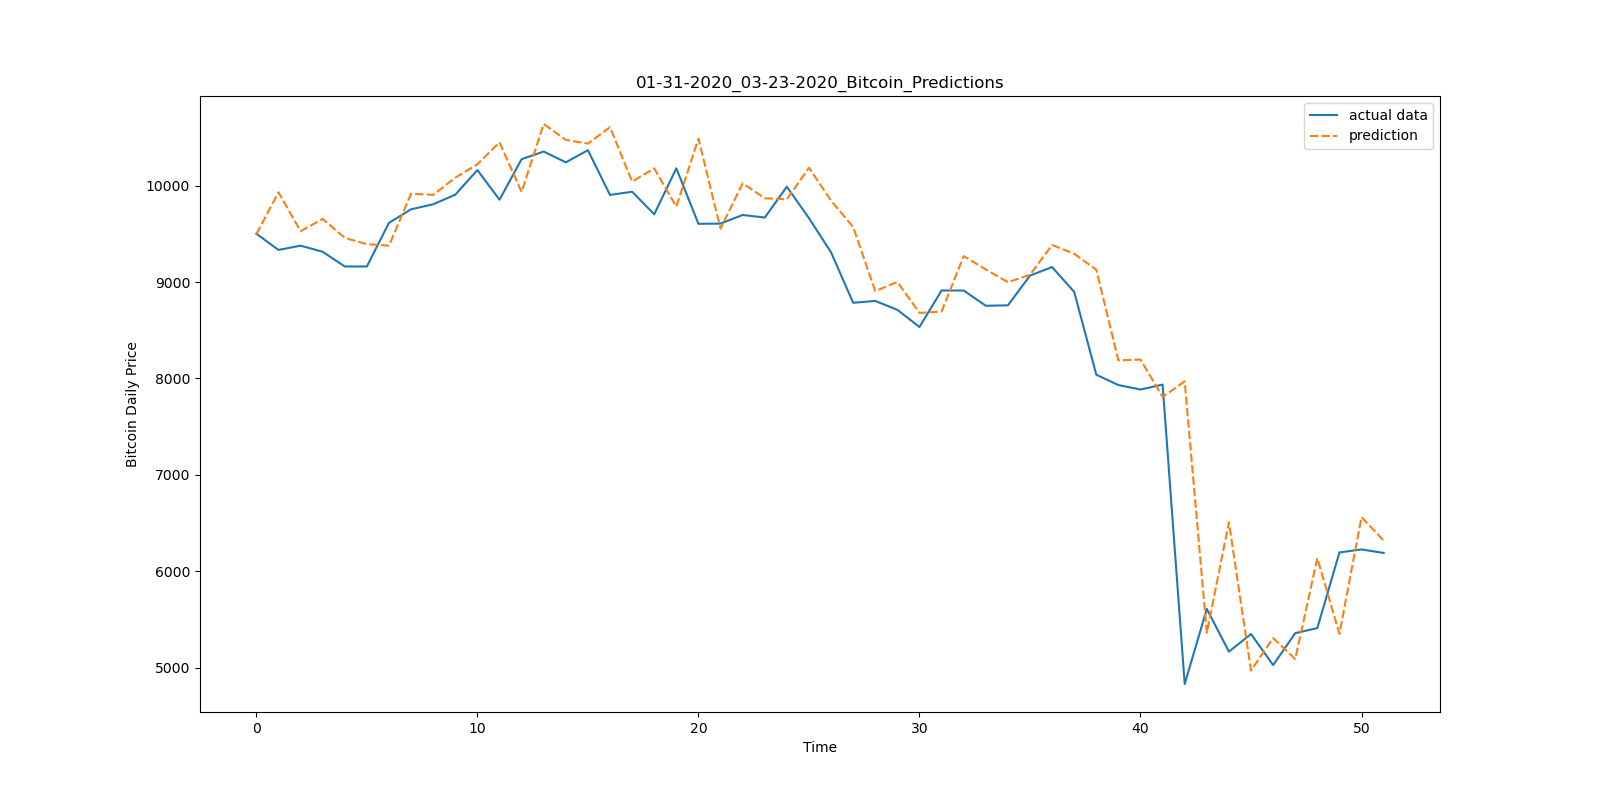 01-31-2020_03-23-2020_Bitcoin_Predictions
actual data
prediction
Bitcoin Daily Price
10000
9000
8000
7000
6000
5000
0 10 20 30 40 50
Time